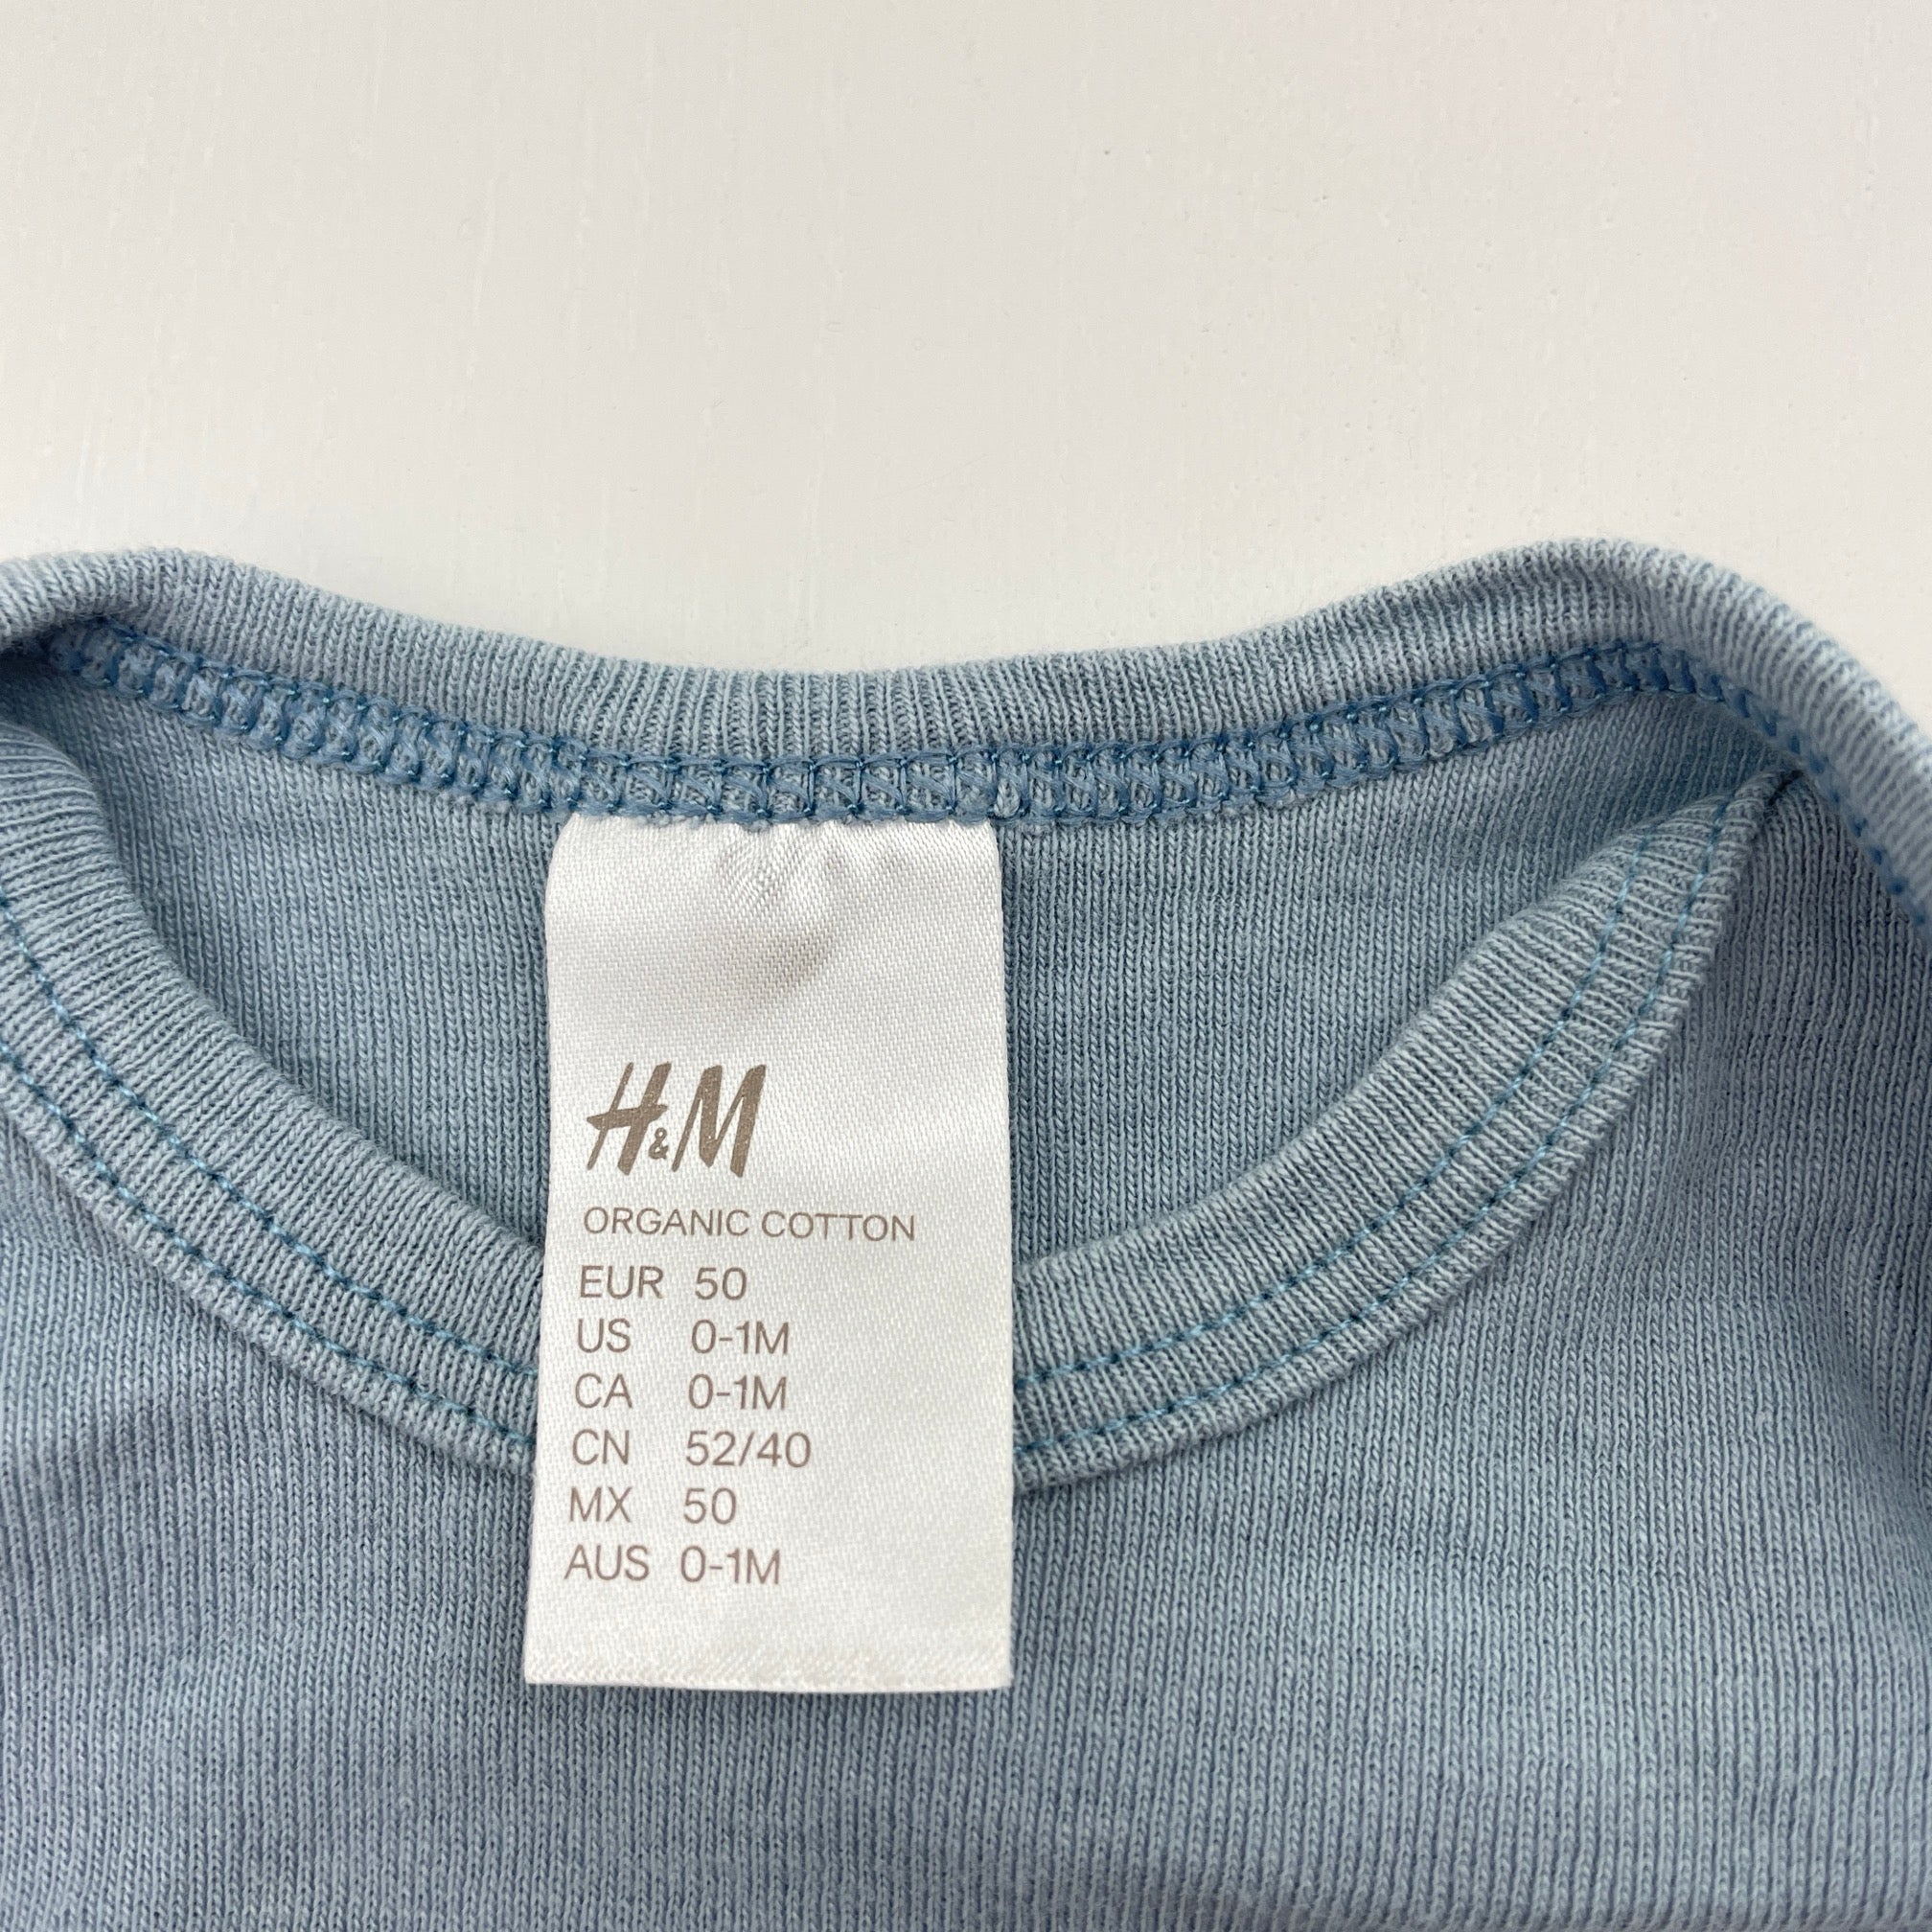 H&M
ORGANIC COTTON
EUR 50
US 0-1M
CA 0-1M
CN 52/40
MX 50
AUS 0-1M